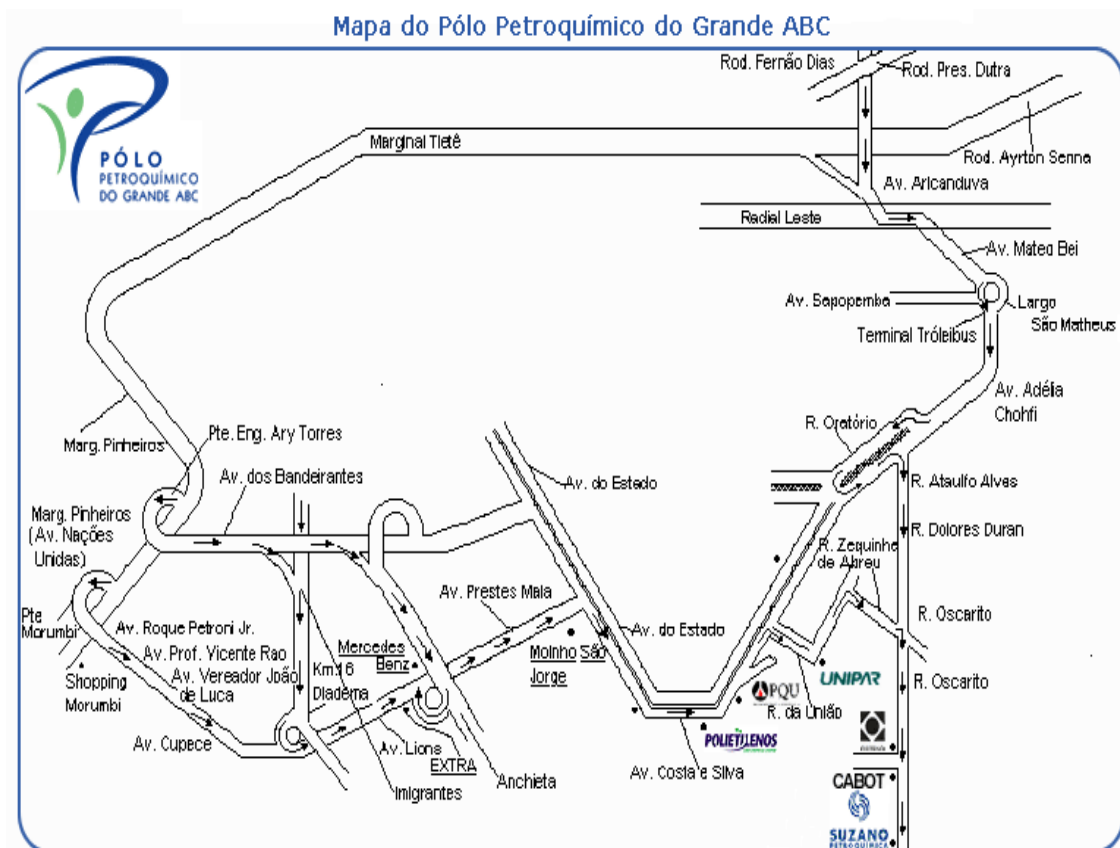 Mapa do Pólo Petroquímico do Grande ABC
PÓLO
PETROQUÍMICO
DO GRANDE ABC
Rod. Fernão Dias
Rod. Pres. Dutra
Marginal Tietê
Rod. Ayrton Senna
Av. Aricanduva
Radial Leste
Av. Mateo Bei
Av. Sapopemba
Largo
São Matheus
Terminal Tróleibus
Av. Adélia
Chohfi
R. Oratório
Marg. Pinheiros
Pte. Eng. Ary Torres
Av. dos Bandeirantes
Av. do Estado
R. Ataulfo Alves
Marg. Pinheiros
(Av. Nações
Unidas)
R. Dolores Duran
R. Zequinha
de Abreu
Av. Prestes Maia
R. Oscarito
Pte
Morumbi
Av. Roque Petroni Jr.
Av. do Estado
Mercedes
Benz
Moinho São
Jorge
Av. Prof. Vicente Rao
Av. Vereador João
de Luca
Km 16
Diadema
Shopping
Morumbi
UNIPAR
R. Oscarito
PQU
R. da União
Av. Cupece
Av. Lions
EXTRA
POLIETILENOS
Av. Costa e Silva
Anchieta
Imigrantes
CABOT
SUZANO
PETROQUÍMICA